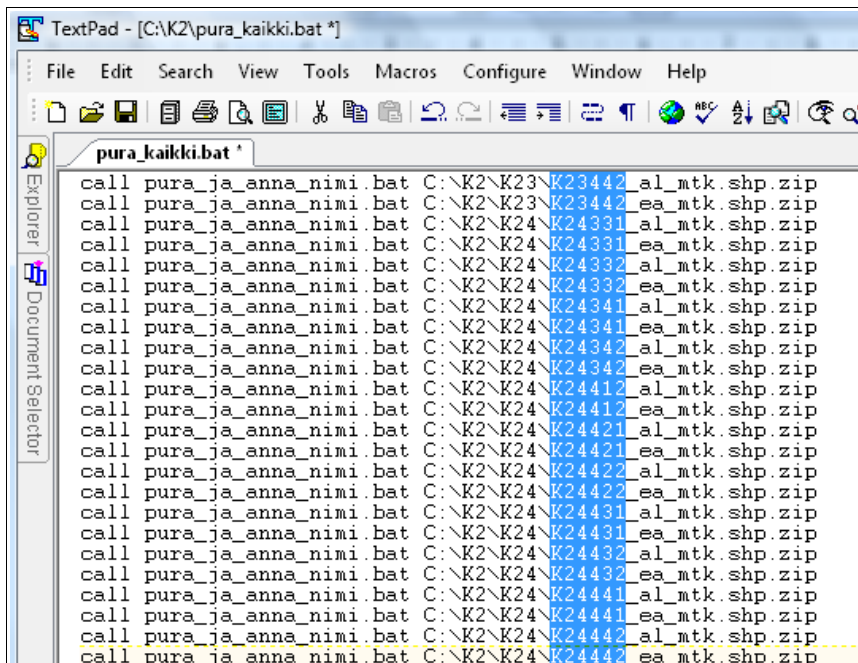 TextPad - [C:\K2\pura_kaikki.bat *]
File Edit Search View Tools Macros Configure Window Help
ABC
pura_kaikki.bat *
Explorer
Document Selector
call pura_ja_anna_nimi.bat C:\K2\K23\K23442_al_mtk.shp.zip
call pura_ja_anna_nimi.bat C:\K2\K23\K23442_ea_mtk.shp.zip
call pura_ja_anna_nimi.bat C:\K2\K24\K24331_al_mtk.shp.zip
call pura_ja_anna_nimi.bat C:\K2\K24\K24331_ea_mtk.shp.zip
call pura_ja_anna_nimi.bat C:\K2\K24\K24332_al_mtk.shp.zip
call pura_ja_anna_nimi.bat C:\K2\K24\K24332_ea_mtk.shp.zip
call pura_ja_anna_nimi.bat C:\K2\K24\K24341_al_mtk.shp.zip
call pura_ja_anna_nimi.bat C:\K2\K24\K24341_ea_mtk.shp.zip
call pura_ja_anna_nimi.bat C:\K2\K24\K24342_al_mtk.shp.zip
call pura_ja_anna_nimi.bat C:\K2\K24\K24342_ea_mtk.shp.zip
call pura_ja_anna_nimi.bat C:\K2\K24\K24412_al_mtk.shp.zip
call pura_ja_anna_nimi.bat C:\K2\K24\K24412_ea_mtk.shp.zip
call pura_ja_anna_nimi.bat C:\K2\K24\K24421_al_mtk.shp.zip
call pura_ja_anna_nimi.bat C:\K2\K24\K24421_ea_mtk.shp.zip
call pura_ja_anna_nimi.bat C:\K2\K24\K24422_al_mtk.shp.zip
call pura_ja_anna_nimi.bat C:\K2\K24\K24422_ea_mtk.shp.zip
call pura_ja_anna_nimi.bat C:\K2\K24\K24431_al_mtk.shp.zip
call pura_ja_anna_nimi.bat C:\K2\K24\K24431_ea_mtk.shp.zip
call pura_ja_anna_nimi.bat C:\K2\K24\K24432_al_mtk.shp.zip
call pura_ja_anna_nimi.bat C:\K2\K24\K24432_ea_mtk.shp.zip
call pura_ja_anna_nimi.bat C:\K2\K24\K24441_al_mtk.shp.zip
call pura_ja_anna_nimi.bat C:\K2\K24\K24441_ea_mtk.shp.zip
call pura_ja_anna_nimi.bat C:\K2\K24\K24442_al_mtk.shp.zip
call pura_ja_anna_nimi.bat C:\K2\K24\K24442_ea_mtk.shp.zip